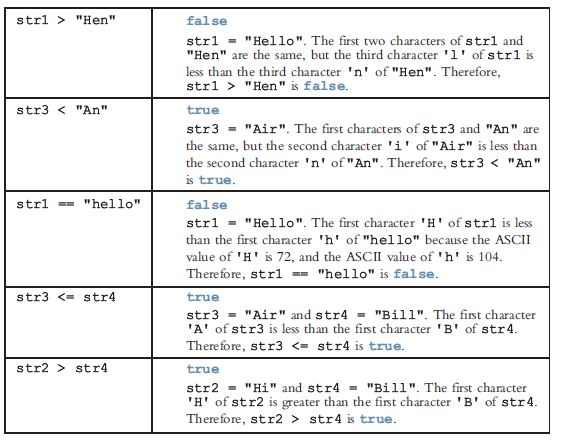 str1 > "Hen"
false
str1 = "Hello". The first two characters of str1 and
"Hen" are the same, but the third character 'l' of str1 is
less than the third character 'n' of "Hen". Therefore,
str1 > "Hen" is false.
str3 < "An"
true
str3 = "Air". The first characters of str3 and "An" are
the same, but the second character 'i' of "Air" is less than
the second character 'n' of "An". Therefore, str3 < "An"
is true.
str1 == "hello"
false
str1 = "Hello". The first character 'H' of str1 is less
than the first character 'h' of "hello" because the ASCII
value of 'H' is 72, and the ASCII value of 'h' is 104.
Therefore, str1 == "hello" is false.
str3 <= str4
true
str3 = "Air" and str4 = "Bill". The first character
'A' of str3 is less than the first character 'B' of str4.
Therefore, str3 <= str4 is true.
str2 > str4
true
str2 = "Hi" and str4 = "Bill". The first character
'H' of str2 is greater than the first character 'B' of str4.
Therefore, str2 > str4 is true.